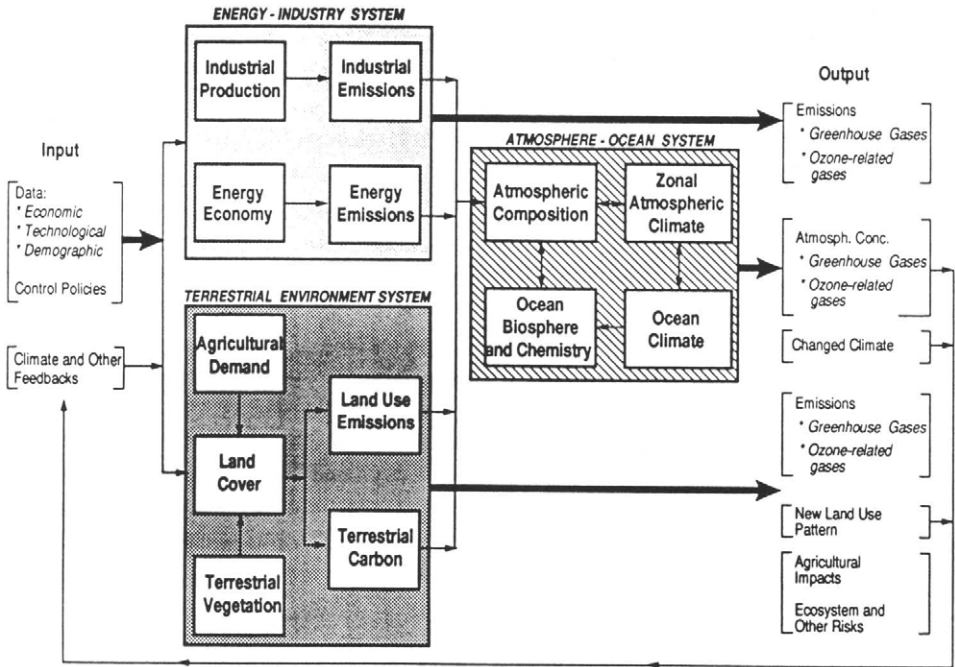 ENERGY - INDUSTRY SYSTEM
Industrial
Production
Industrial
Emissions
Energy
Economy
Energy
Emissions
Input
Data:
* Economic
* Technological
* Demographic
Control Policies
Climate and Other
Feedbacks
TERRESTRIAL ENVIRONMENT SYSTEM
Agricultural
Demand
Land
Cover
Terrestrial
Vegetation
Land Use
Emissions
Terrestrial
Carbon
ATMOSPHERE - OCEAN SYSTEM
Atmospheric
Composition
Zonal
Atmospheric
Climate
Ocean
Biosphere
and Chemistry
Ocean
Climate
Output
Emissions
* Greenhouse Gases
* Ozone-related
gases
Atmosph. Conc.
* Greenhouse Gases
* Ozone-related
gases
Changed Climate
Emissions
* Greenhouse Gases
* Ozone-related
gases
New Land Use
Pattern
Agricultural
Impacts
Ecosystem and
Other Risks